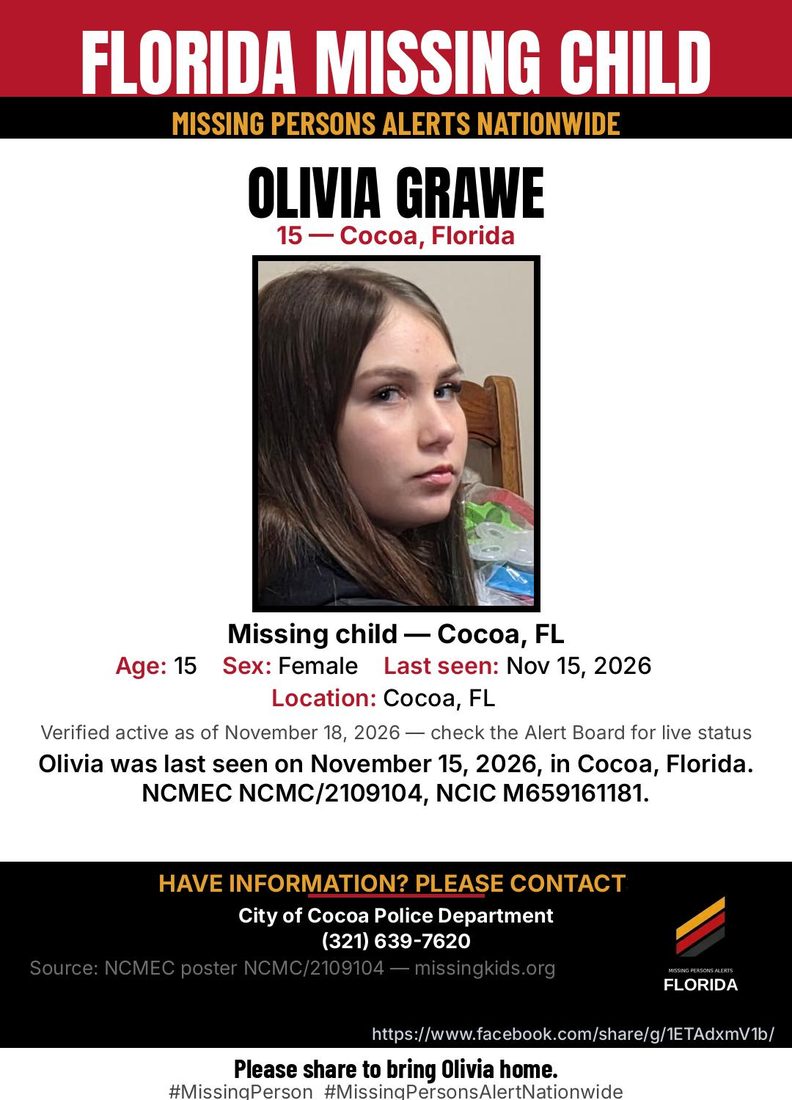 FLORIDA MISSING CHILD
MISSING PERSONS ALERTS NATIONWIDE
OLIVIA GRAWE
15 — Cocoa, Florida
Missing child — Cocoa, FL
Age: 15 Sex: Female Last seen: Nov 15, 2026
Location: Cocoa, FL
Verified active as of November 18, 2026 — check the Alert Board for live status
Olivia was last seen on November 15, 2026, in Cocoa, Florida.
NCMEC NCMC/2109104, NCIC M659161181.
HAVE INFORMATION? PLEASE CONTACT
City of Cocoa Police Department
(321) 639-7620
Source: NCMEC poster NCMC/2109104 — missingkids.org
MISSING PERSONS ALERTS
FLORIDA
https://www.facebook.com/share/g/1ETAdxmV1b/
Please share to bring Olivia home.
#MissingPerson #MissingPersonsAlertNationwide